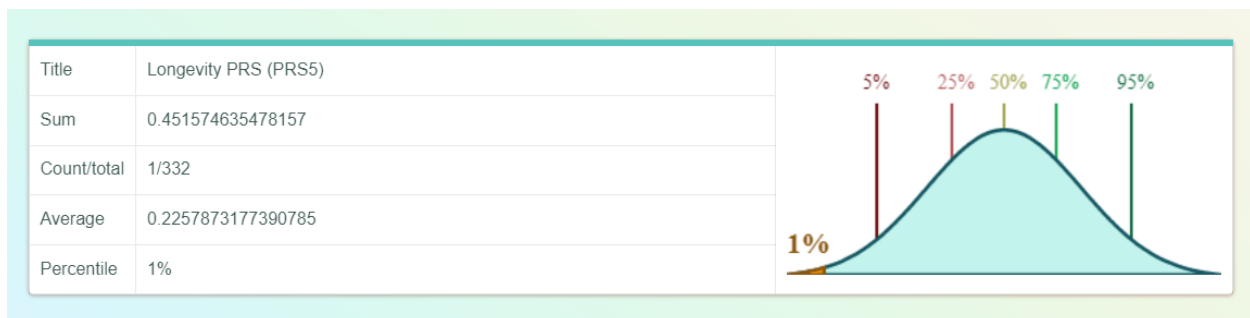 Title Longevity PRS (PRS5)
Sum 0.451574635478157
Count/total 1/332
Average 0.2257873177390785
Percentile 1%
5% 25% 50% 75% 95%
1%